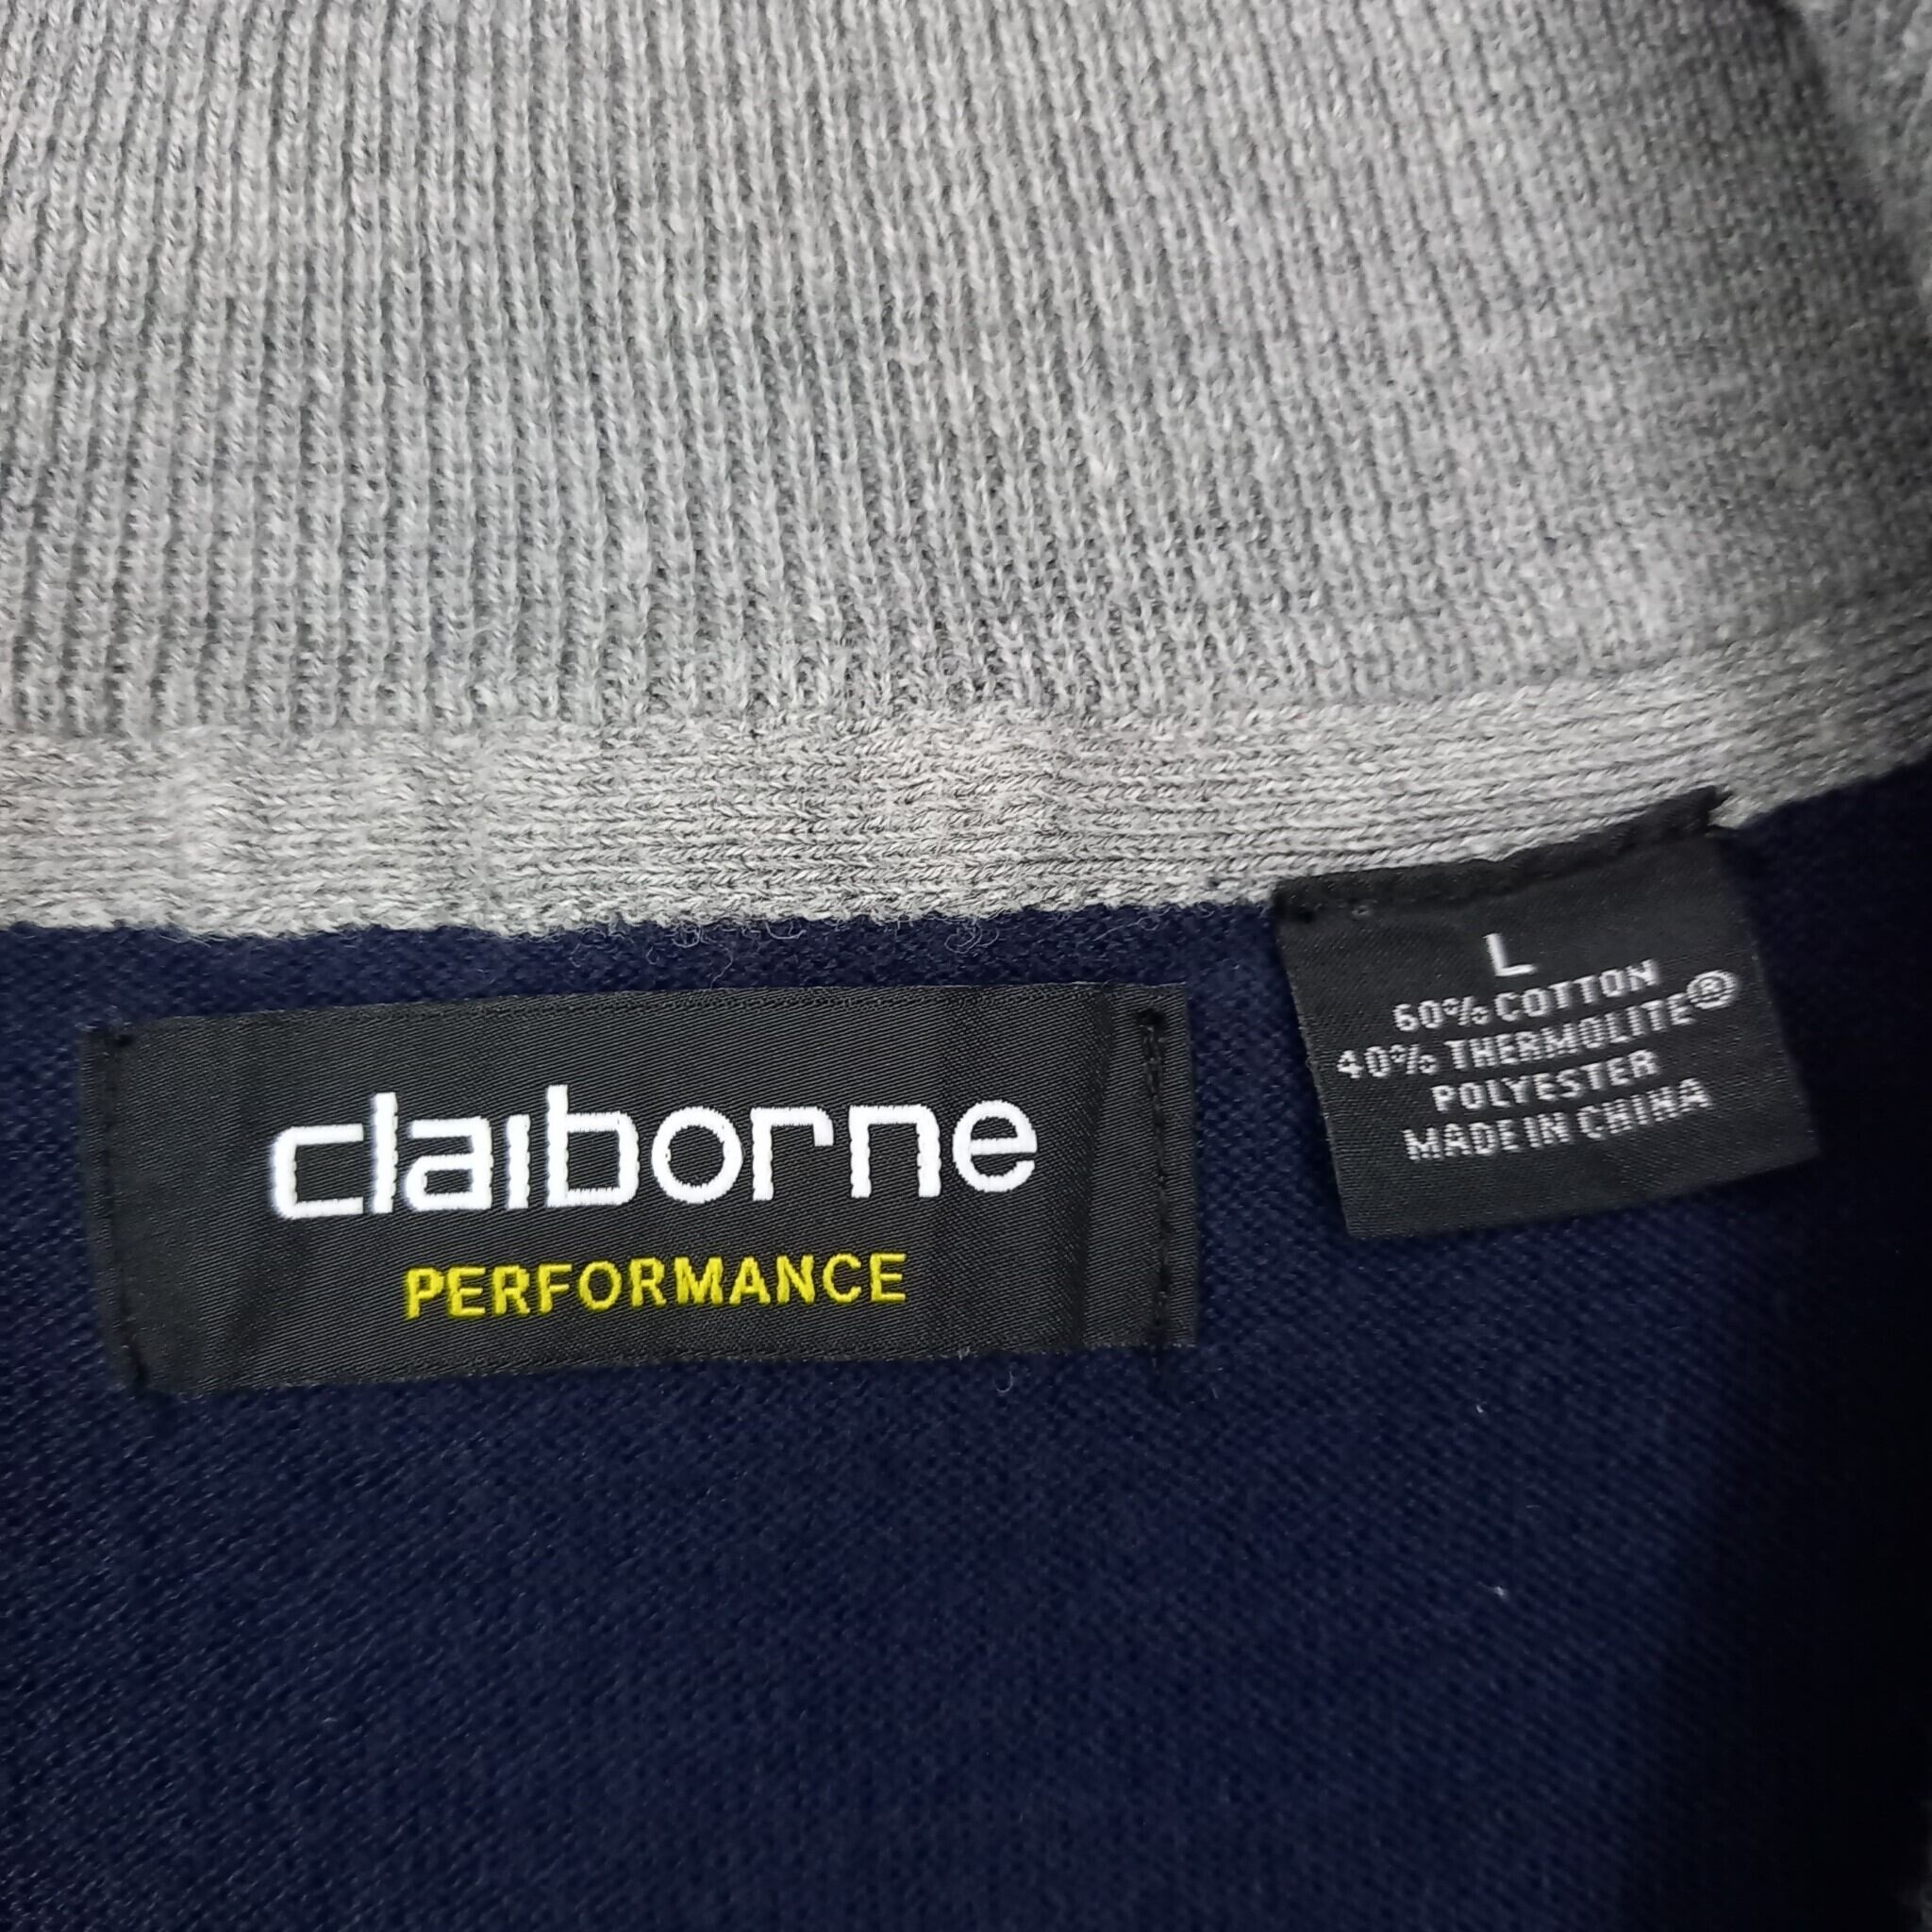 claiborne
PERFORMANCE
L
60% COTTON
40% THERMOLITE®
POLYESTER
MADE IN CHINA